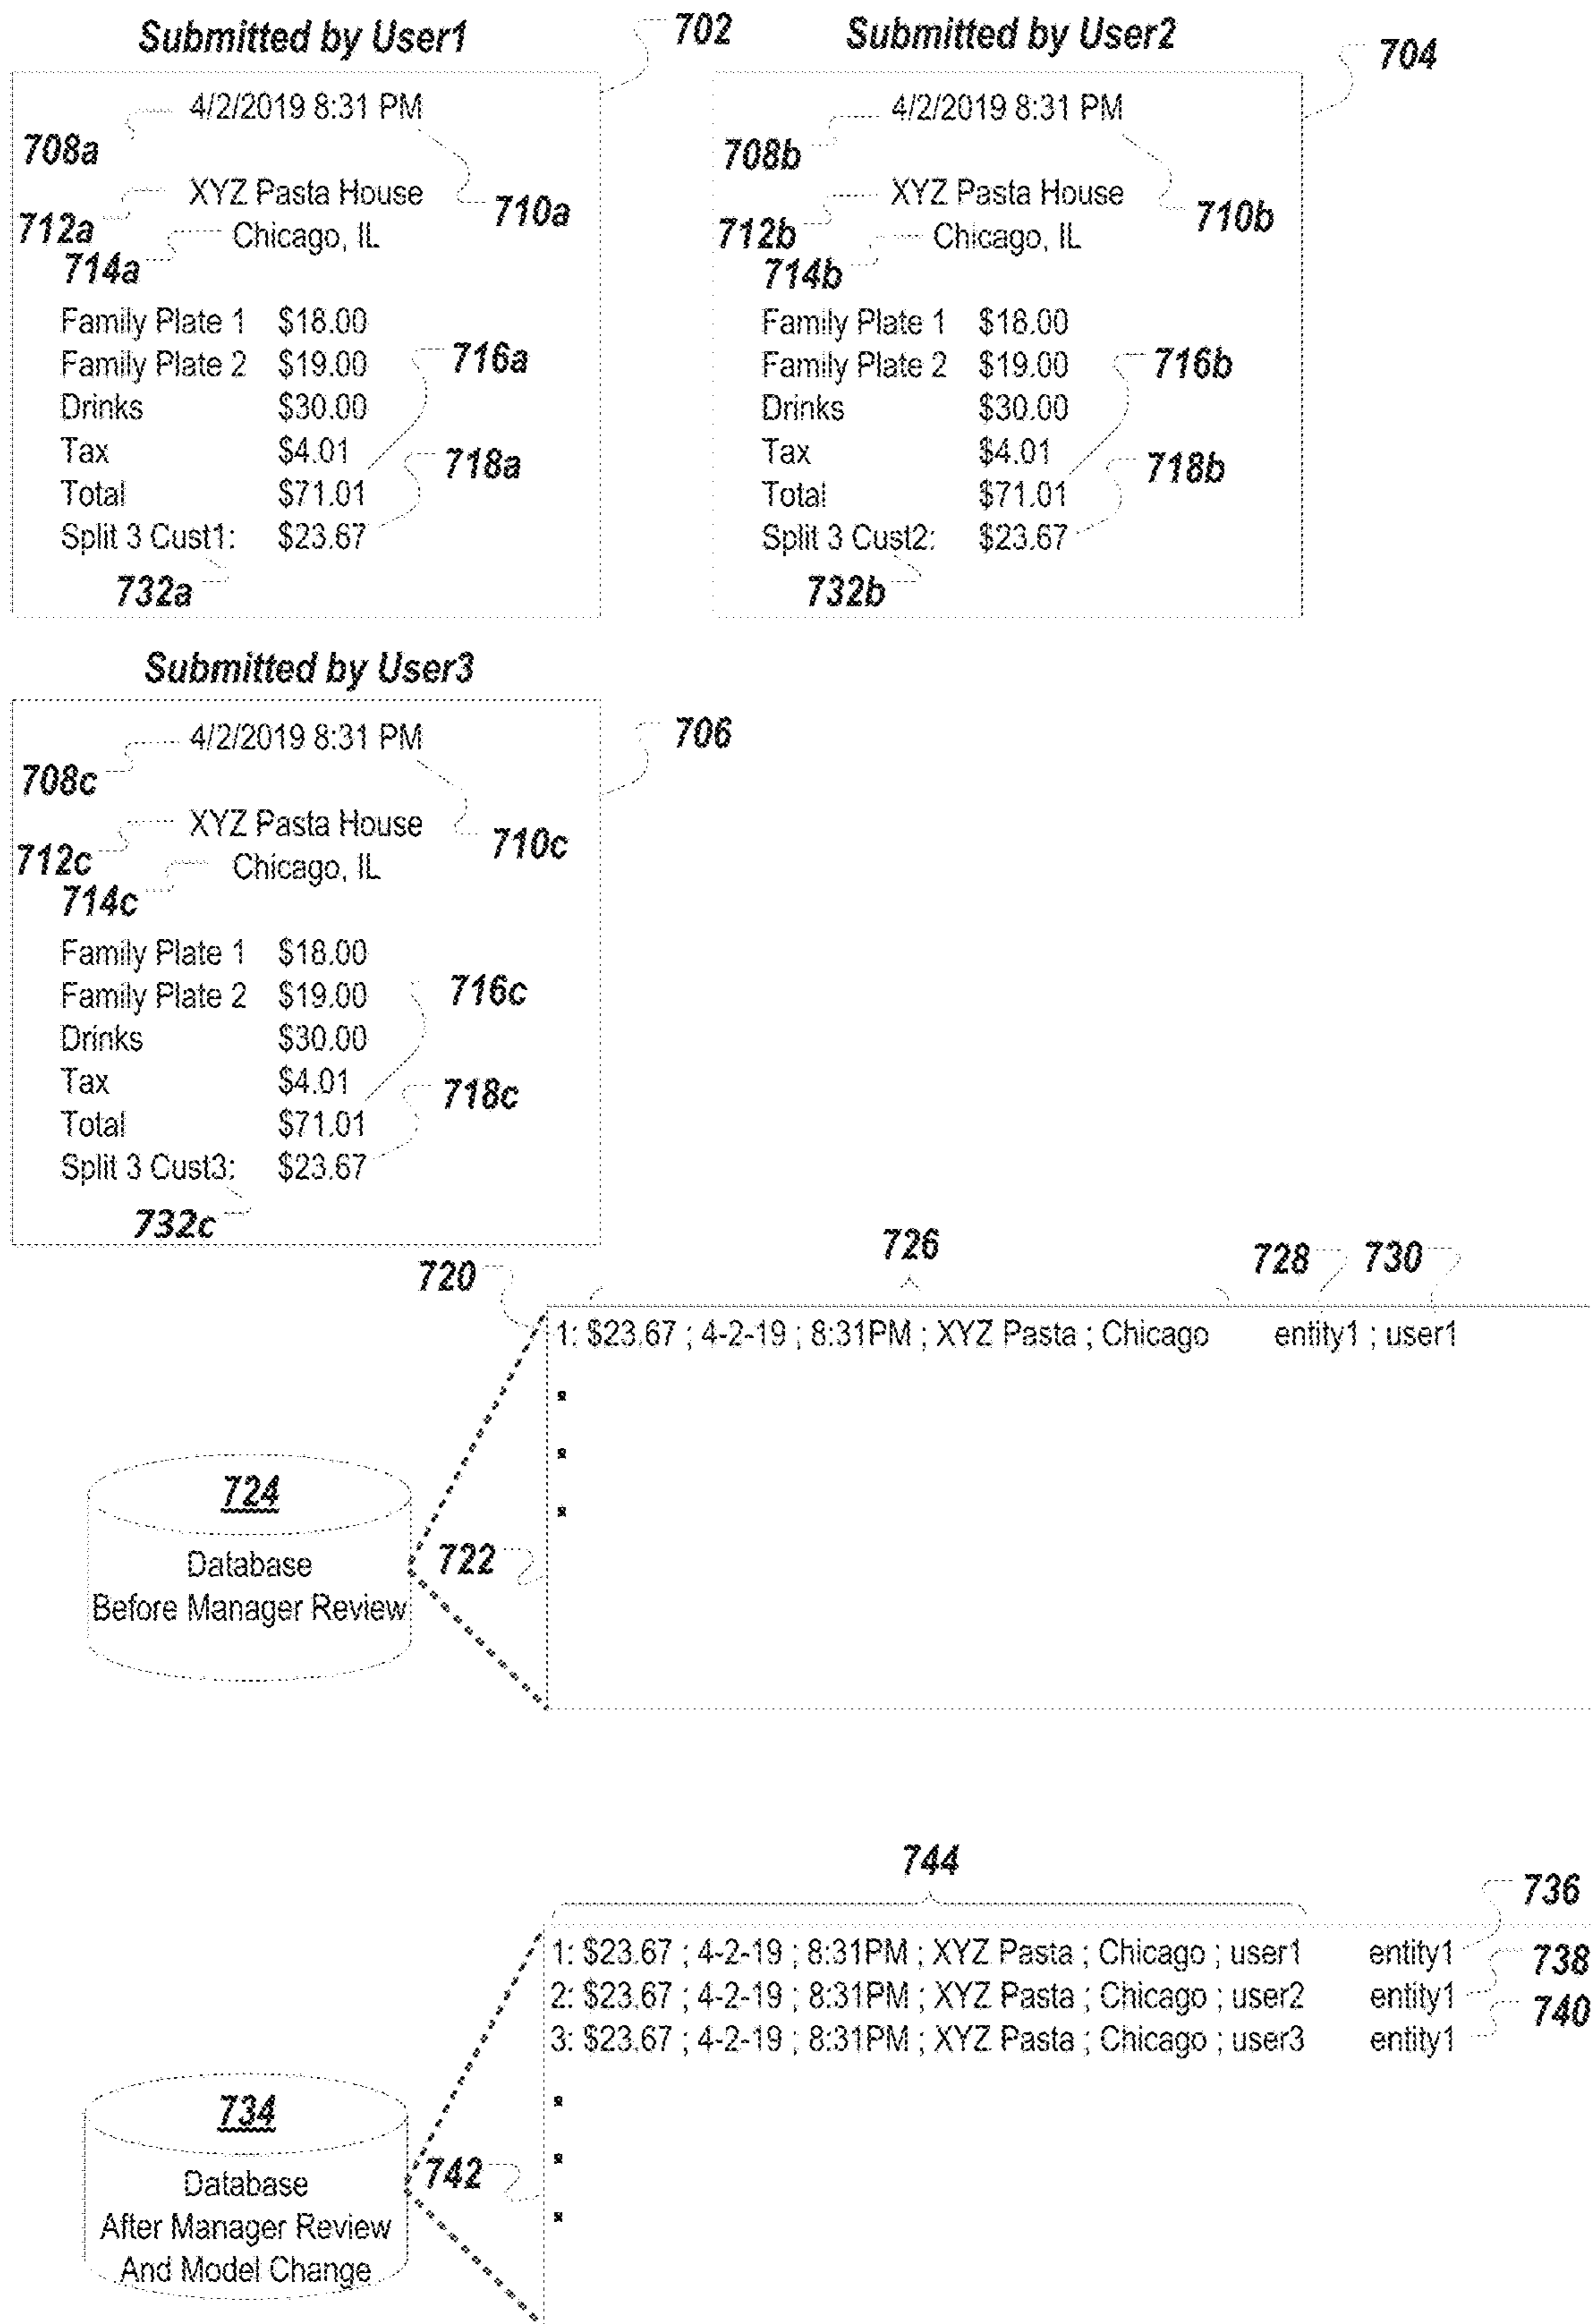 Submitted by User1
702
4/2/2019 8:31 PM
708a
XYZ Pasta House
710a
712a
Chicago, IL
714a
Family Plate 1 $18.00
Family Plate 2 $19.00
716a
Drinks $30.00
Tax $4.01
718a
Total $71.01
Split 3 Cust1: $23.67
732a
Submitted by User2
704
4/2/2019 8:31 PM
708b
XYZ Pasta House
710b
712b
Chicago, IL
714b
Family Plate 1 $18.00
Family Plate 2 $19.00
716b
Drinks $30.00
Tax $4.01
718b
Total $71.01
Split 3 Cust2: $23.67
732b
Submitted by User3
706
4/2/2019 8:31 PM
708c
XYZ Pasta House
710c
712c
Chicago, IL
714c
Family Plate 1 $18.00
Family Plate 2 $19.00
716c
Drinks $30.00
Tax $4.01
718c
Total $71.01
Split 3 Cust3: $23.67
732c
720
726
728
730
1: $23.67 ; 4-2-19 ; 8:31PM ; XYZ Pasta ; Chicago entity1 ; user1
724
Database
Before Manager Review
722
744
736
1: $23.67 ; 4-2-19 ; 8:31PM ; XYZ Pasta ; Chicago ; user1 entity1
738
2: $23.67 ; 4-2-19 ; 8:31PM ; XYZ Pasta ; Chicago ; user2 entity1
740
3: $23.67 ; 4-2-19 ; 8:31PM ; XYZ Pasta ; Chicago ; user3 entity1
734
Database
After Manager Review
And Model Change
742